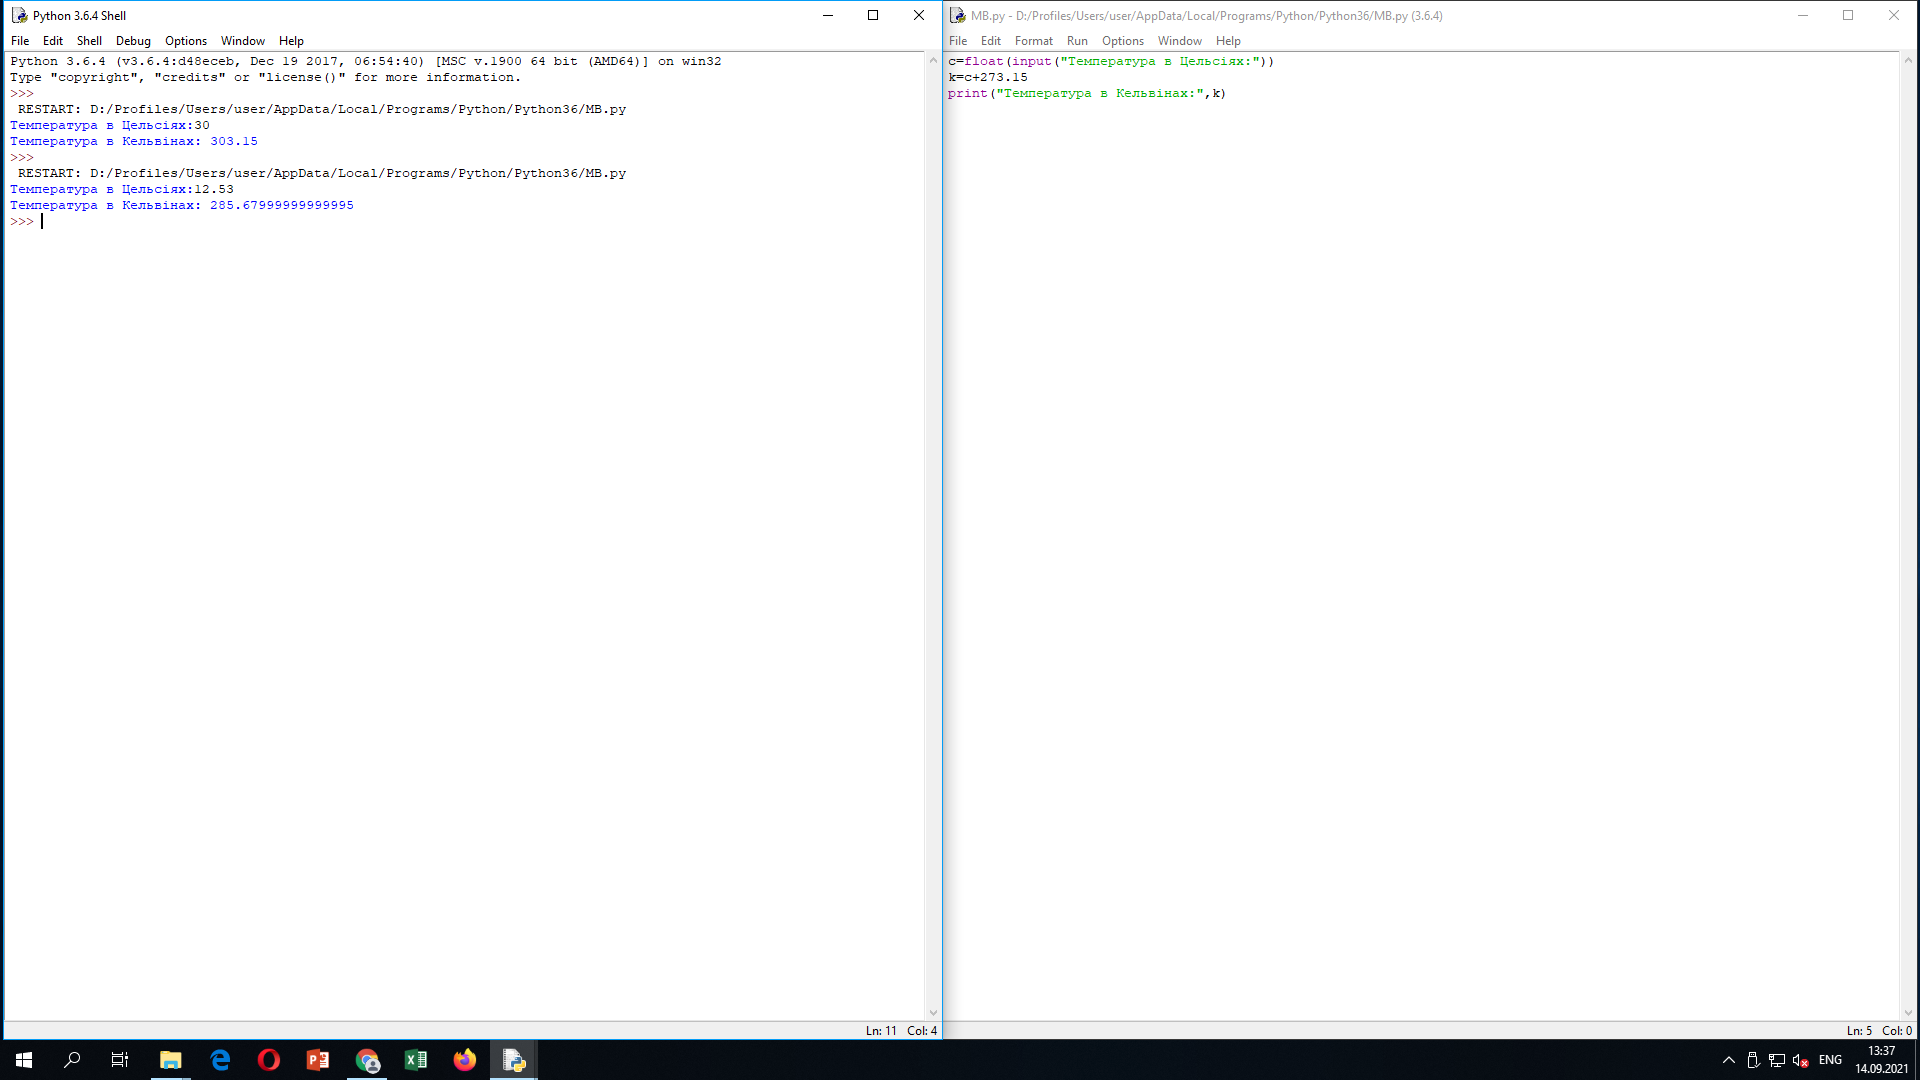 Python 3.6.4 Shell
File Edit Shell Debug Options Window Help
Python 3.6.4 (v3.6.4:d48eceb, Dec 19 2017, 06:54:40) [MSC v.1900 64 bit (AMD64)] on win32
Type "copyright", "credits" or "license()" for more information.
>>>
RESTART: D:/Profiles/Users/user/AppData/Local/Programs/Python/Python36/MB.py
Температура в Цельсіях:30
Температура в Кельвінах: 303.15
>>>
RESTART: D:/Profiles/Users/user/AppData/Local/Programs/Python/Python36/MB.py
Температура в Цельсіях:12.53
Температура в Кельвінах: 285.67999999999995
>>>
Ln: 11 Col: 4
MB.py - D:/Profiles/Users/user/AppData/Local/Programs/Python/Python36/MB.py (3.6.4)
File Edit Format Run Options Window Help
c=float(input("Температура в Цельсіях:"))
k=c+273.15
print("Температура в Кельвінах:",k)
Ln: 5 Col: 0
ENG
13:37
14.09.2021